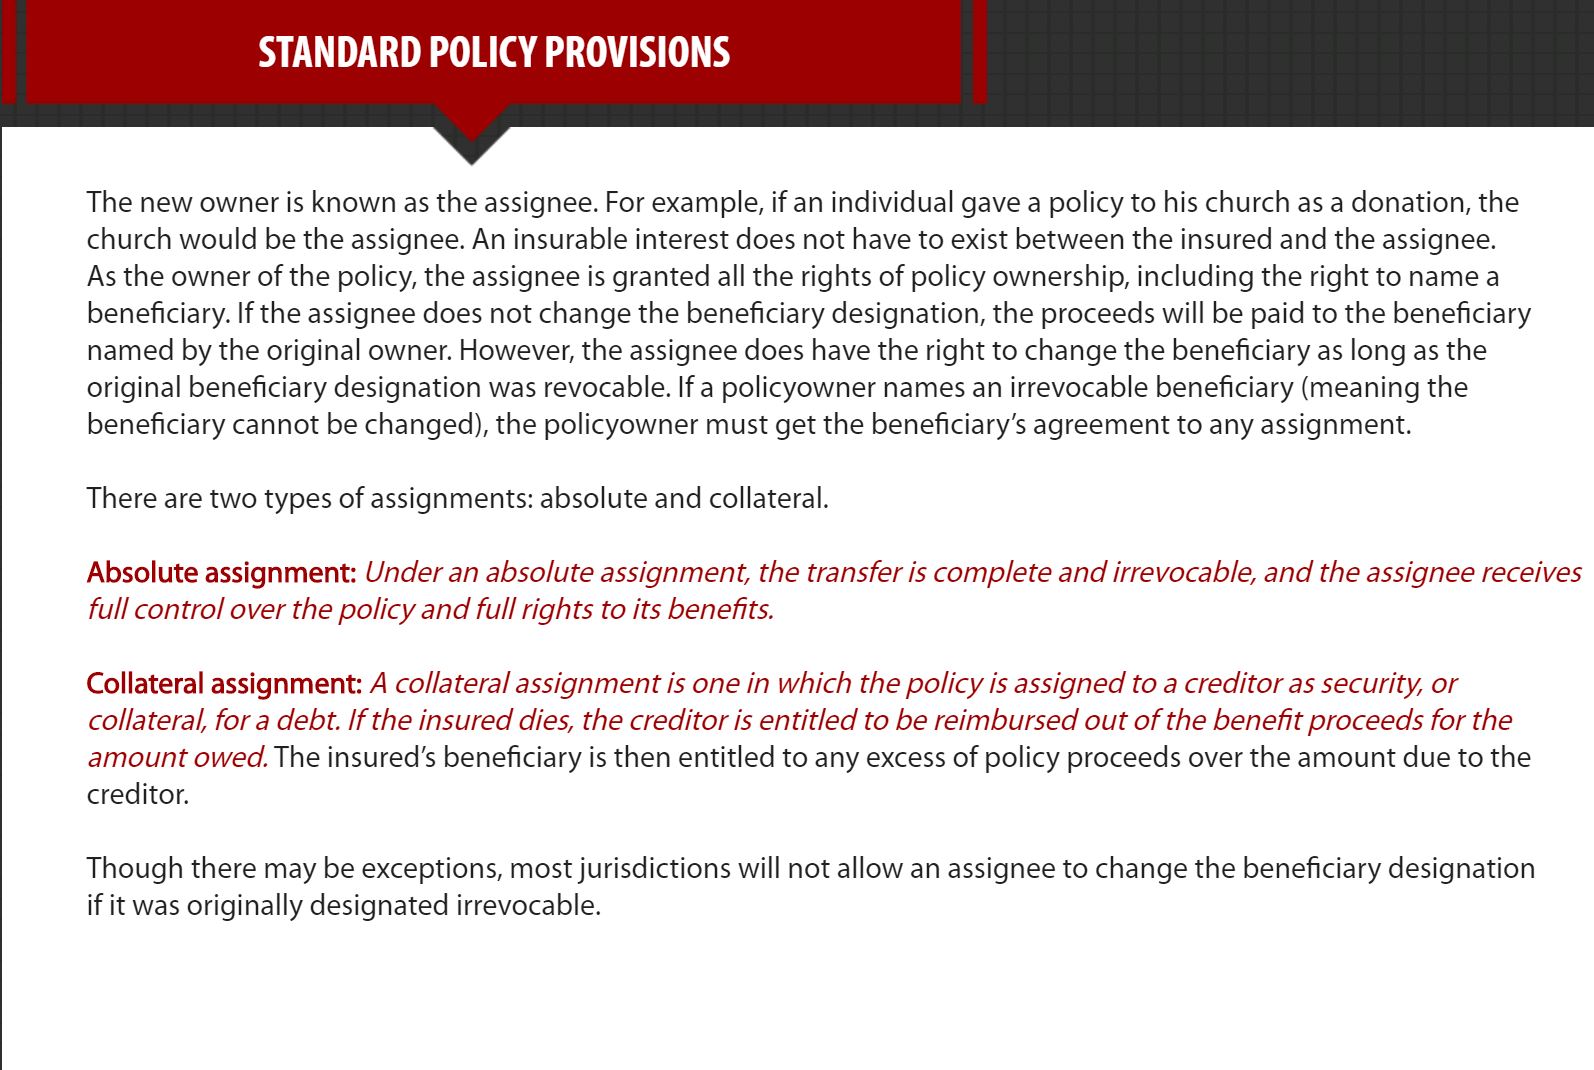 STANDARD POLICY PROVISIONS
The new owner is known as the assignee. For example, if an individual gave a policy to his church as a donation, the
church would be the assignee. An insurable interest does not have to exist between the insured and the assignee.
As the owner of the policy, the assignee is granted all the rights of policy ownership, including the right to name a
beneficiary. If the assignee does not change the beneficiary designation, the proceeds will be paid to the beneficiary
named by the original owner. However, the assignee does have the right to change the beneficiary as long as the
original beneficiary designation was revocable. If a policyowner names an irrevocable beneficiary (meaning the
beneficiary cannot be changed), the policyowner must get the beneficiary’s agreement to any assignment.
There are two types of assignments: absolute and collateral.
Absolute assignment: Under an absolute assignment, the transfer is complete and irrevocable, and the assignee receives
full control over the policy and full rights to its benefits.
Collateral assignment: A collateral assignment is one in which the policy is assigned to a creditor as security, or
collateral, for a debt. If the insured dies, the creditor is entitled to be reimbursed out of the benefit proceeds for the
amount owed. The insured’s beneficiary is then entitled to any excess of policy proceeds over the amount due to the
creditor.
Though there may be exceptions, most jurisdictions will not allow an assignee to change the beneficiary designation
if it was originally designated irrevocable.